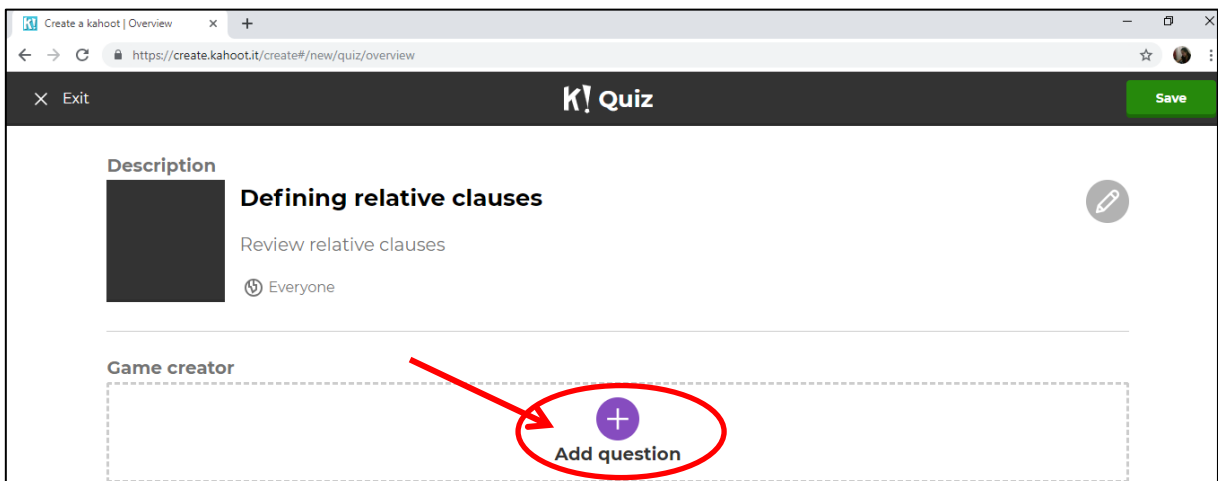 Create a kahoot | Overview
https://create.kahoot.it/create#/new/quiz/overview
Exit
K! Quiz
Save
Description
Defining relative clauses
Review relative clauses
Everyone
Game creator
Add question